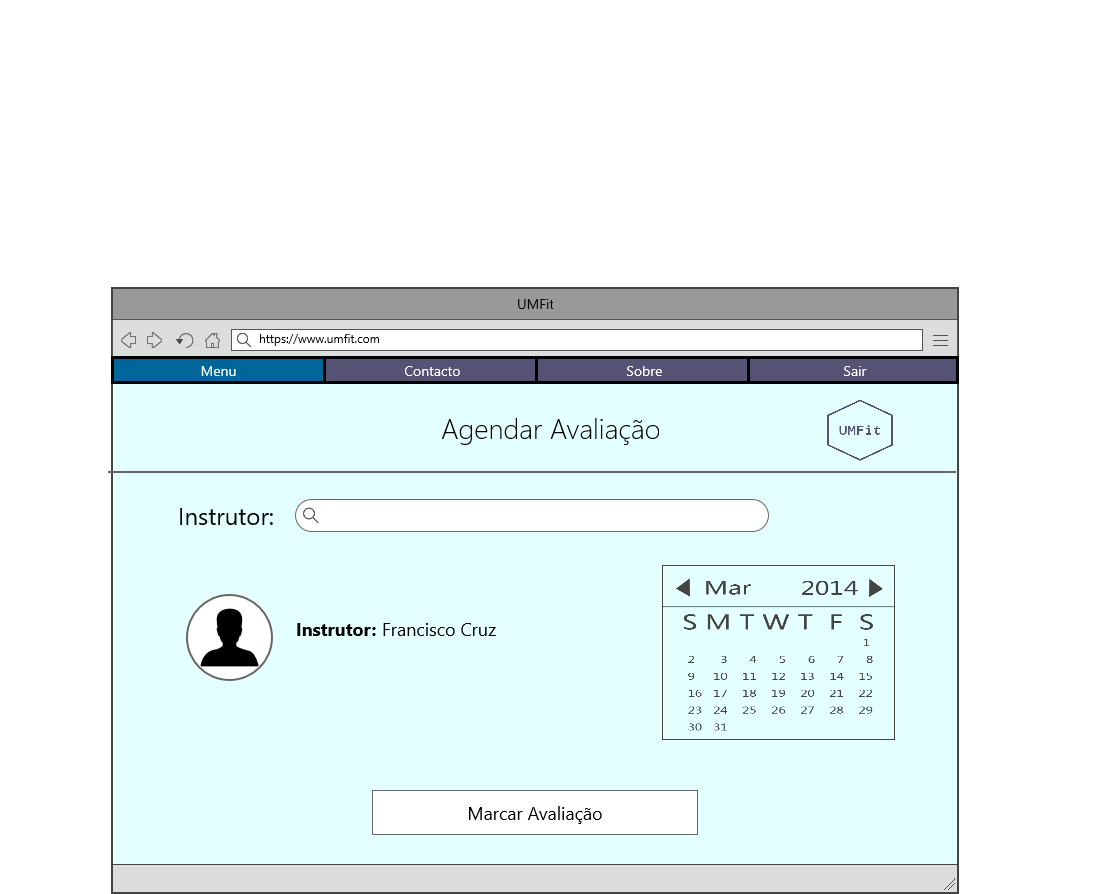 UMFit
https://www.umfit.com
Menu Contacto Sobre Sair
Agendar Avaliação
UMFit
Instrutor:
Instrutor: Francisco Cruz
Mar 2014
S M T W T F S
1
2 3 4 5 6 7 8
9 10 11 12 13 14 15
16 17 18 19 20 21 22
23 24 25 26 27 28 29
30 31
Marcar Avaliação